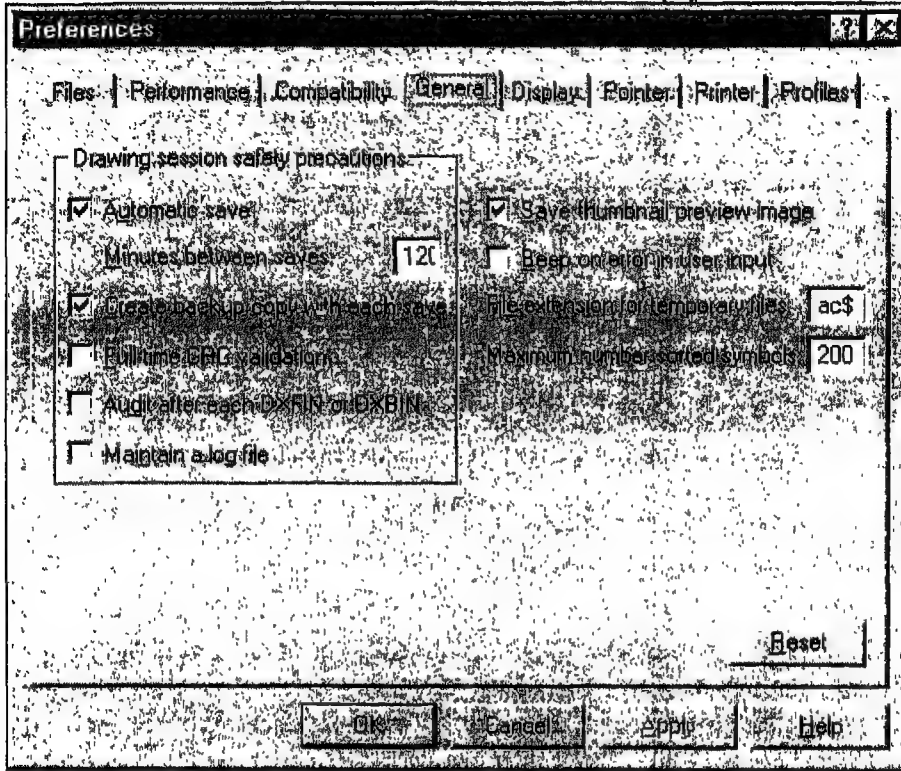 Preferences ? ×
Files Performance Compatibility General Display Pointer Printer Profiles
Drawing session safety precautions
Automatic save
Minutes between saves 120
Create backup copy with each save
Full-time CRC validation
Audit after each DXFIN or DXBIN
Maintain a log file
Save thumbnail preview image
Beep on error in user input
File extension for temporary files ac$
Maximum number sorted symbols 200
Reset
OK Cancel Apply Help